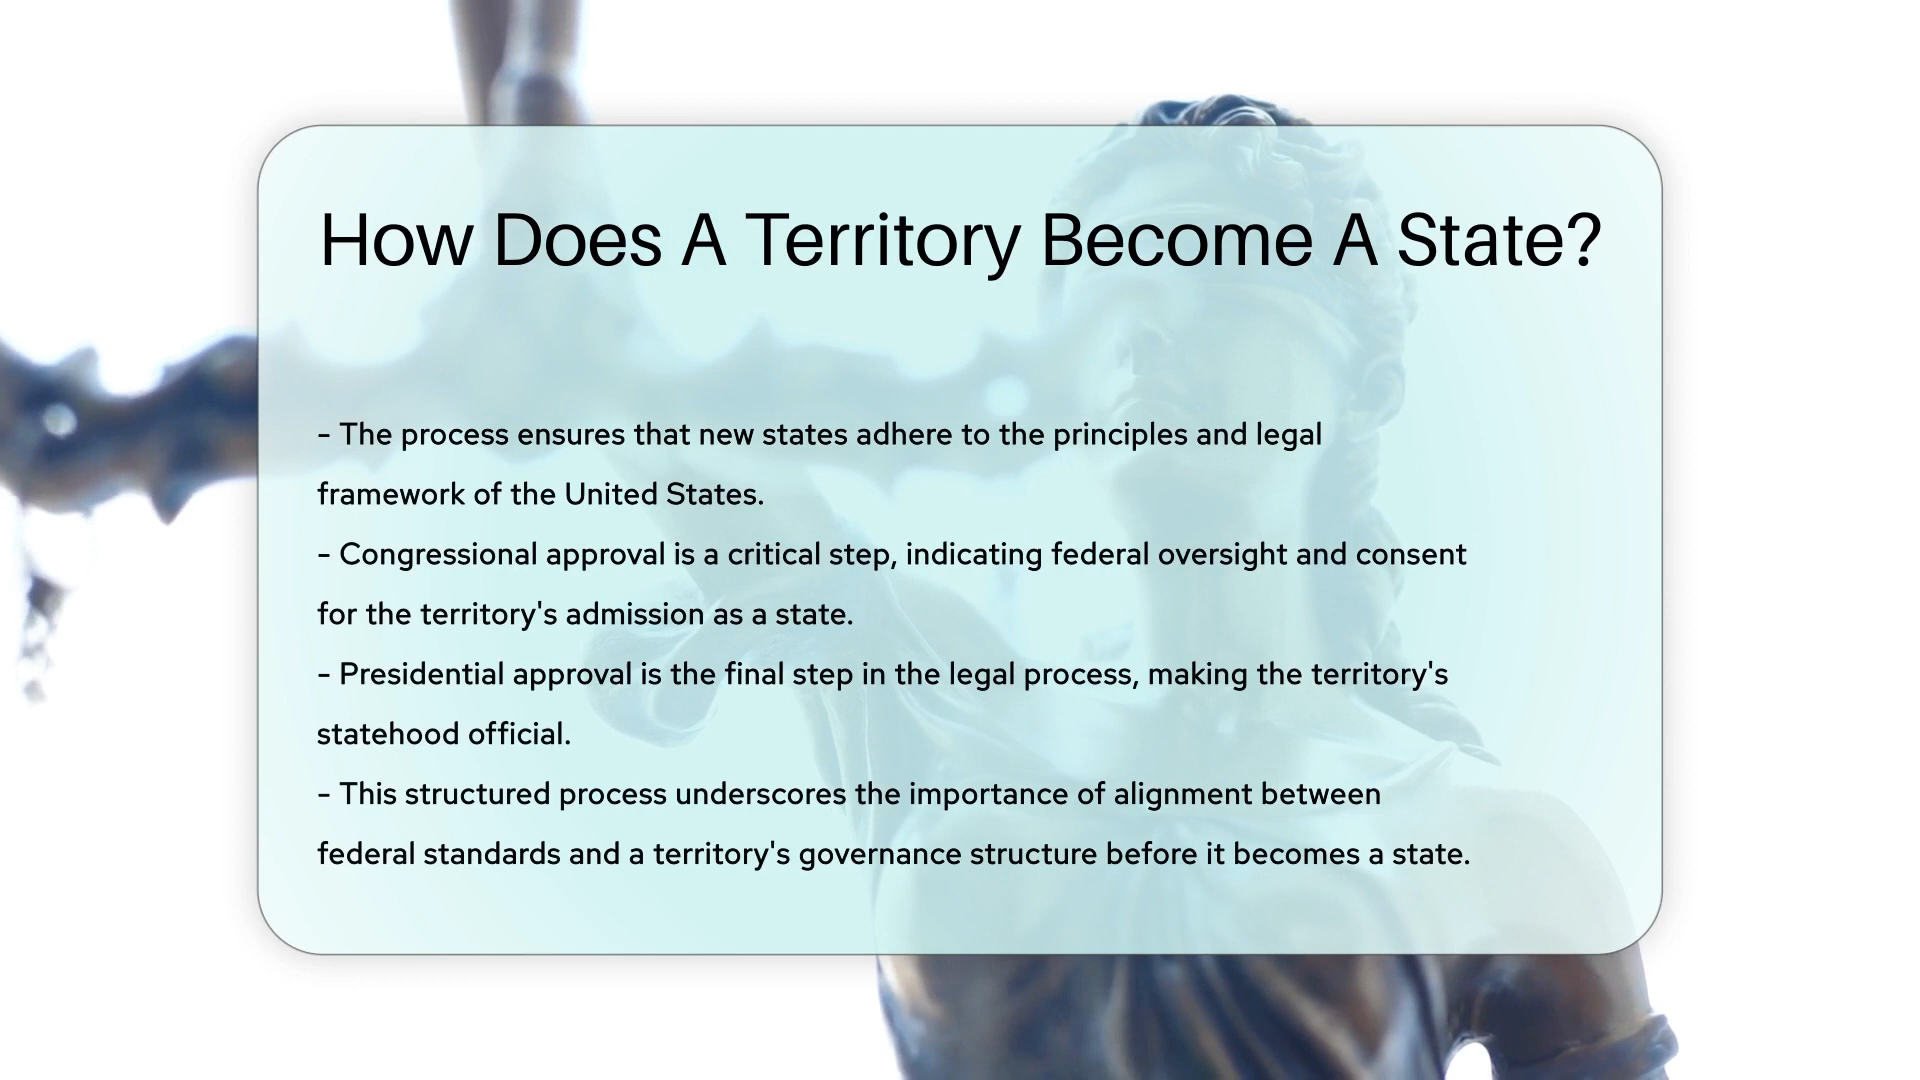 How Does A Territory Become A State?
- The process ensures that new states adhere to the principles and legal
framework of the United States.
- Congressional approval is a critical step, indicating federal oversight and consent
for the territory's admission as a state.
- Presidential approval is the final step in the legal process, making the territory's
statehood official.
- This structured process underscores the importance of alignment between
federal standards and a territory's governance structure before it becomes a state.